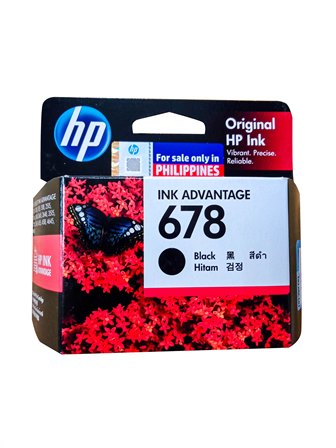 hp
Original
HP Ink
Vibrant. Precise.
Reliable.
For sale only in
PHILIPPINES
INK ADVANTAGE
678
Black 黑 สีดำ
Hitam 검정